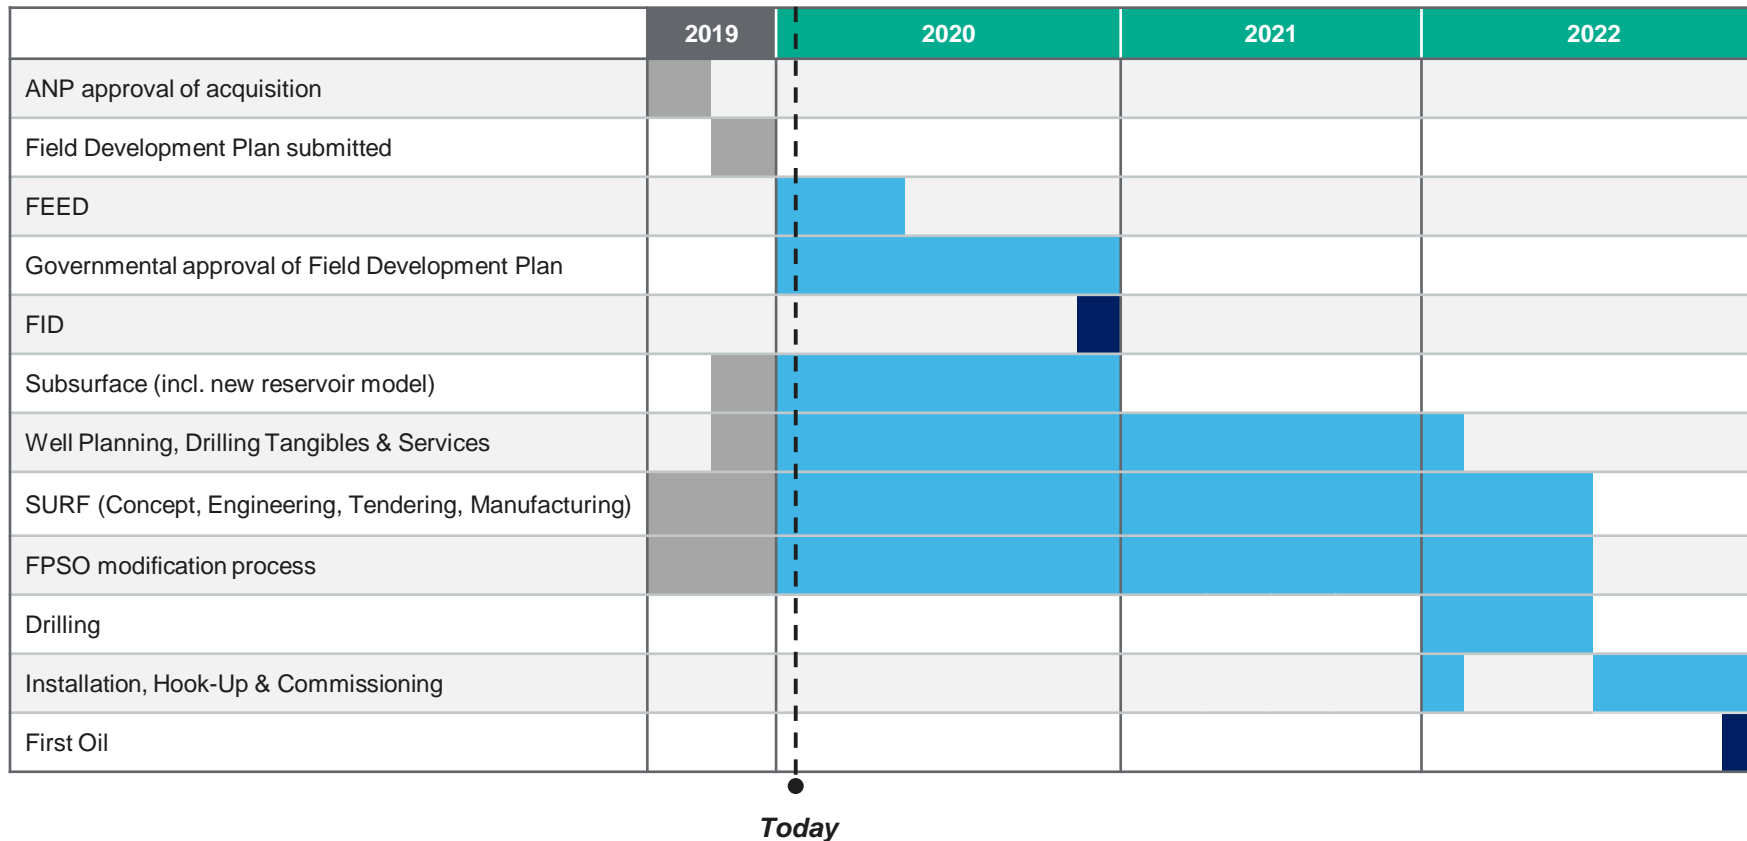 2019 2020 2021 2022
ANP approval of acquisition
Field Development Plan submitted
FEED
Governmental approval of Field Development Plan
FID
Subsurface (incl. new reservoir model)
Well Planning, Drilling Tangibles & Services
SURF (Concept, Engineering, Tendering, Manufacturing)
FPSO modification process
Drilling
Installation, Hook-Up & Commissioning
First Oil
Today